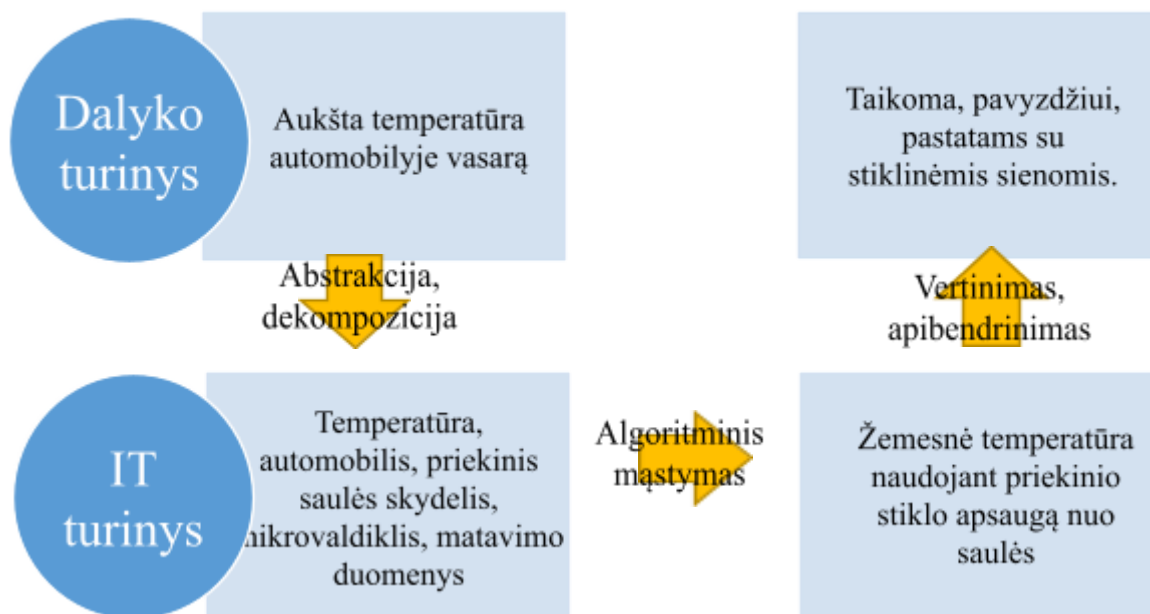 Dalyko
turinys
Aukšta temperatūra
automobilyje vasarą
Taikoma, pavyzdžiui,
pastatams su
stiklinėmis sienomis.
Abstrakcija,
dekompozicija
Vertinimas,
apibendrinimas
IT
turinys
Temperatūra,
automobilis, priekinis
saulės skydelis,
mikrovaldiklis, matavimo
duomenys
Algoritminis
mąstymas
Žemesnė temperatūra
naudojant priekinio
stiklo apsaugą nuo
saulės